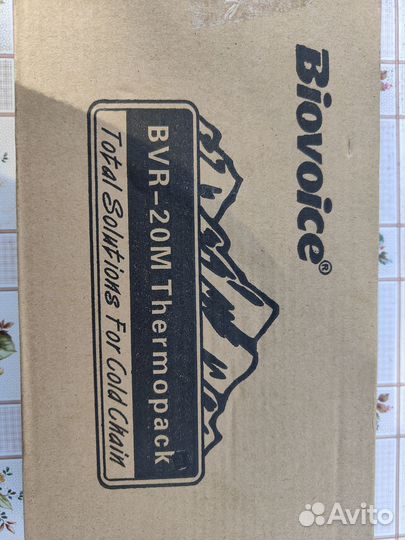 Biovoice®
BVR-20M Thermopack
Total Solutions For Cold Chain
Avito